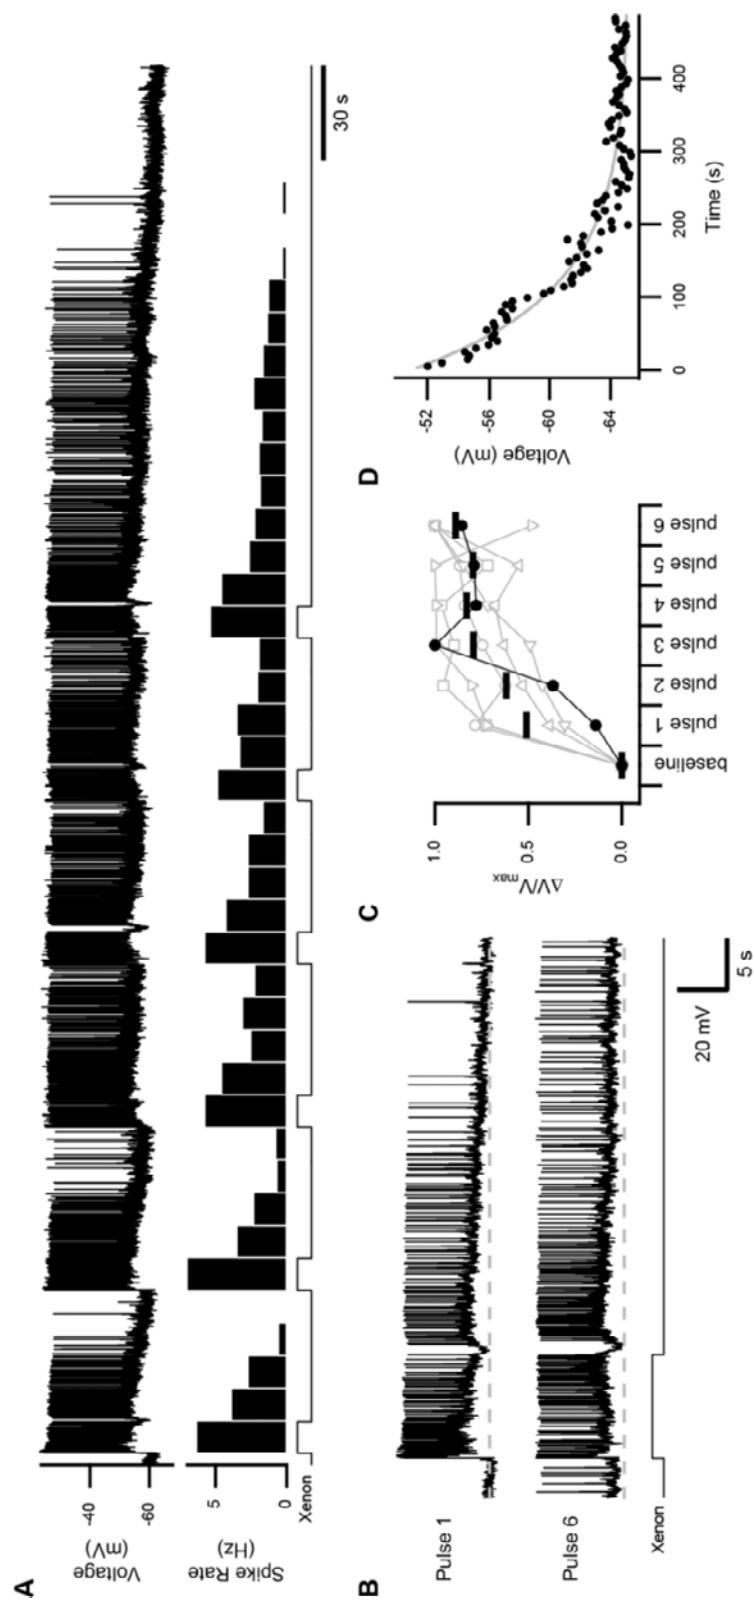 A
Voltage
(mV)
-40
-60
Spike Rate
(Hz)
5
0
Xenon
30 s
B
Pulse 1
Pulse 6
Xenon
20 mV
5 s
C
ΔV/Vmax
1.0
0.5
0.0
baseline
pulse 1
pulse 2
pulse 3
pulse 4
pulse 5
pulse 6
D
Voltage (mV)
-52
-56
-60
-64
0
100
200
300
400
Time (s)